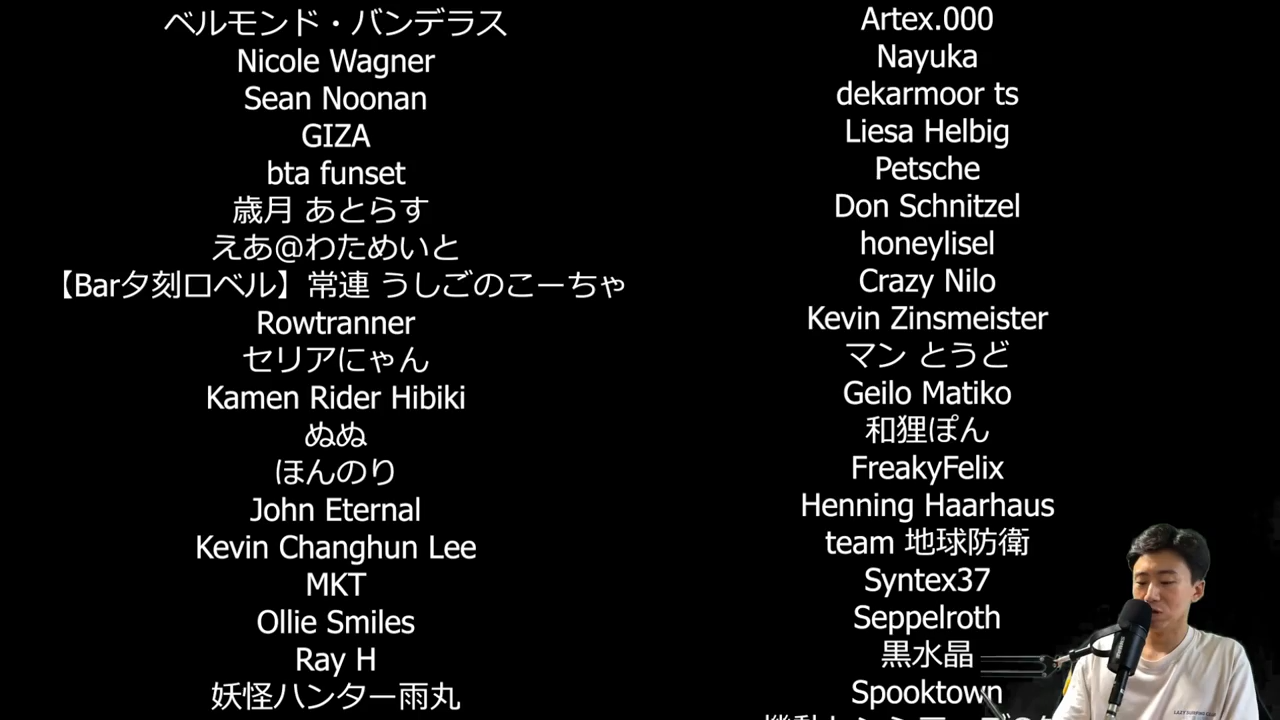 ベルモンド・バンデラス
Nicole Wagner
Sean Noonan
GIZA
bta funset
歳月 あとらす
えあ@わためいと
【Bar夕刻ロベル】常連 うしごのこーちゃ
Rowtranner
セリアにゃん
Kamen Rider Hibiki
ぬぬ
ほんのり
John Eternal
Kevin Changhun Lee
MKT
Ollie Smiles
Ray H
妖怪ハンター雨丸
Artex.000
Nayuka
dekarmoor ts
Liesa Helbig
Petsche
Don Schnitzel
honeylisel
Crazy Nilo
Kevin Zinsmeister
マン とうど
Geilo Matiko
和狸ぽん
FreakyFelix
Henning Haarhaus
team 地球防衛
Syntex37
Seppelroth
黒水晶
Spooktown